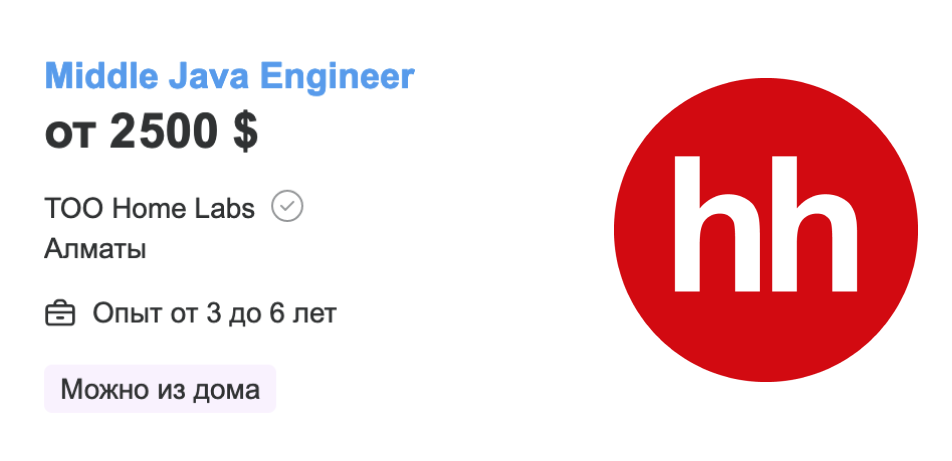 Middle Java Engineer
от 2500 $
ТОО Home Labs
Алматы
Опыт от 3 до 6 лет
Можно из дома
hh